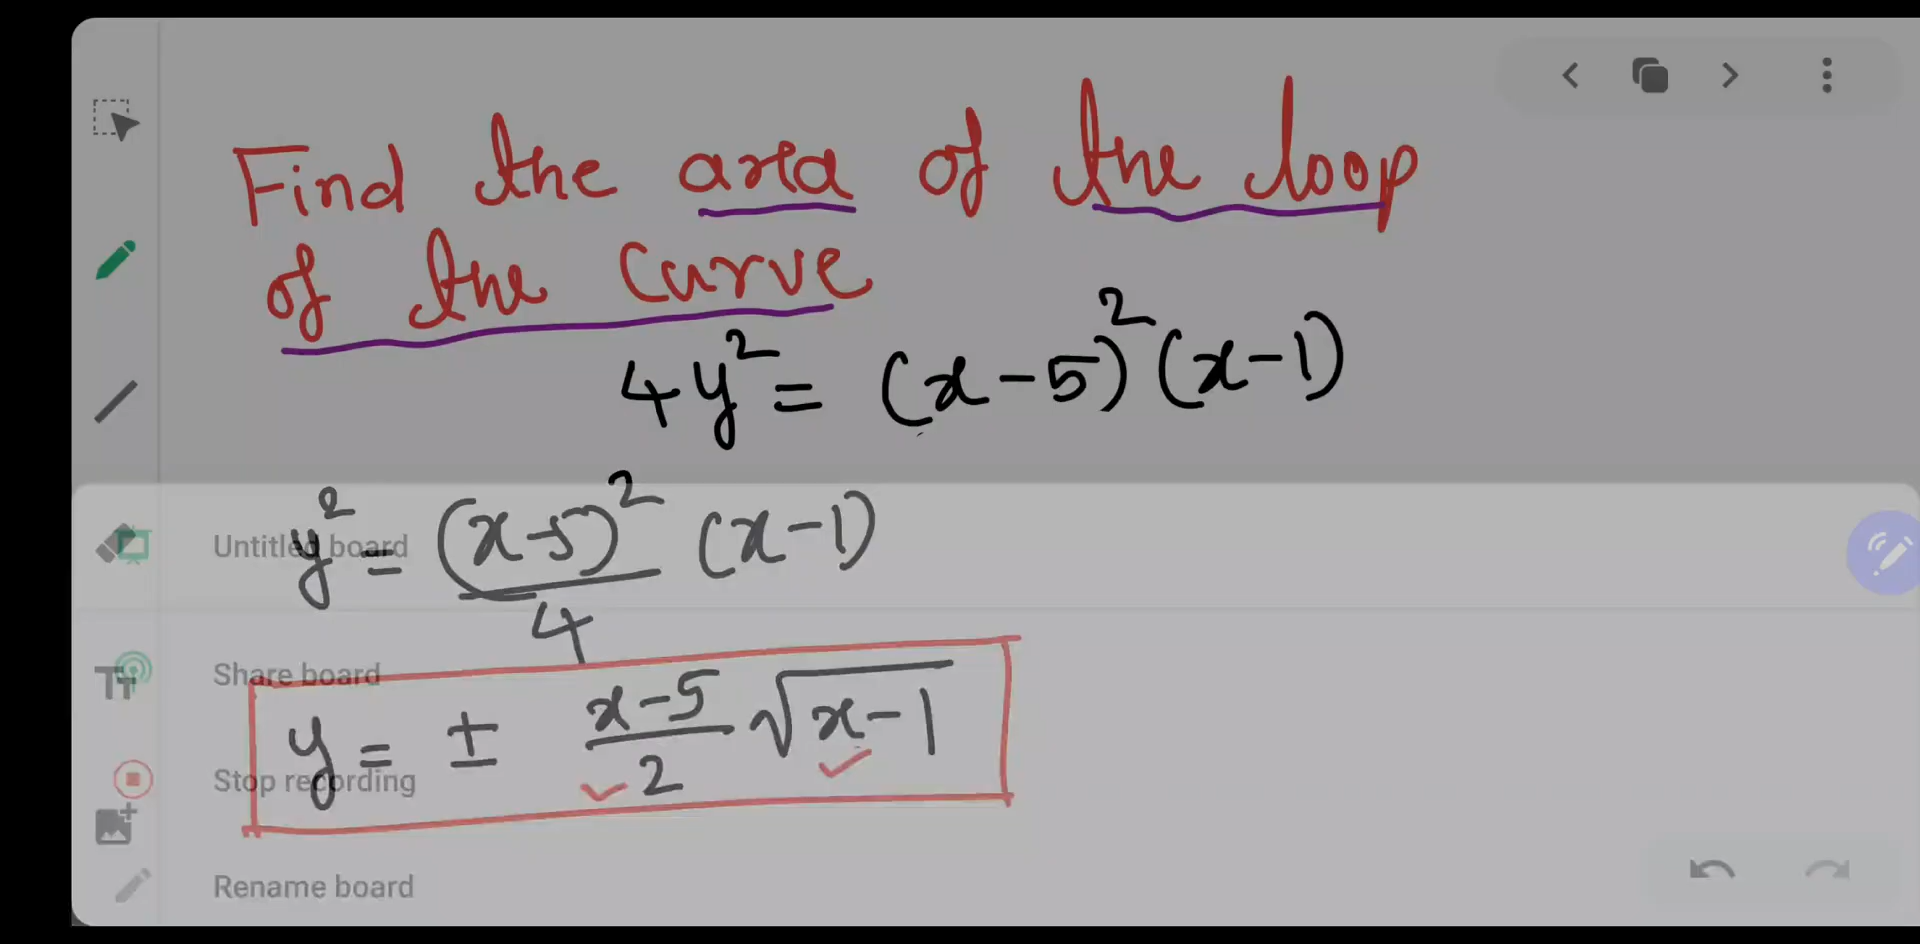 Find the area of the loop
of the curve
4y² = (x-5)² (x-1)
y² = (x-5)²/4 (x-1)
Untitled board
Share board
y = ± x-5/2 √x-1
Stop recording
Rename board